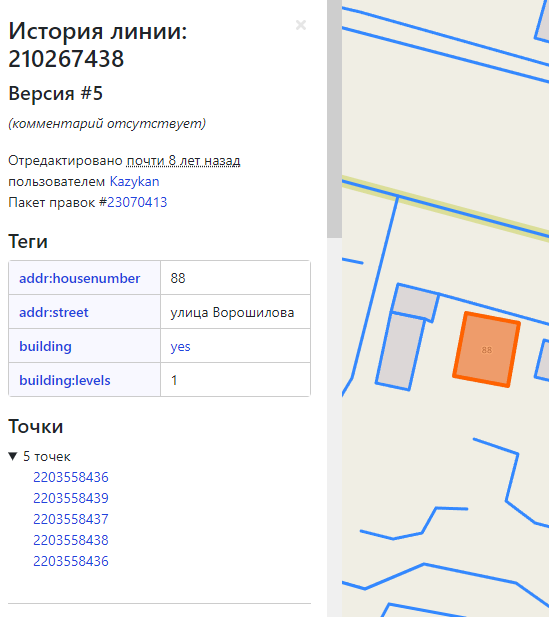 История линии:
210267438
×
Версия #5
(комментарий отсутствует)
Отредактировано почти 8 лет назад
пользователем Kazykan
Пакет правок #23070413
Теги
addr:housenumber 88
addr:street улица Ворошилова
building yes
building:levels 1
Точки
▼ 5 точек
2203558436
2203558439
2203558437
2203558438
2203558436
88